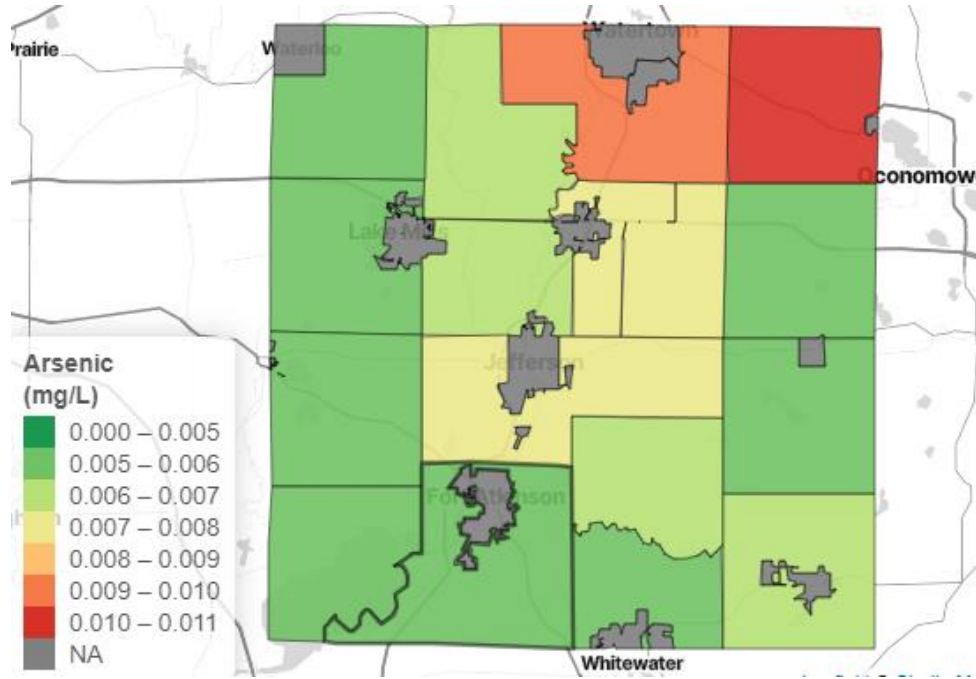 Prairie
Waterloo
Watertown
Oconomow
Lake Mills
Jefferson
Fort Atkinson
Whitewater
Arsenic
(mg/L)
0.000 – 0.005
0.005 – 0.006
0.006 – 0.007
0.007 – 0.008
0.008 – 0.009
0.009 – 0.010
0.010 – 0.011
NA